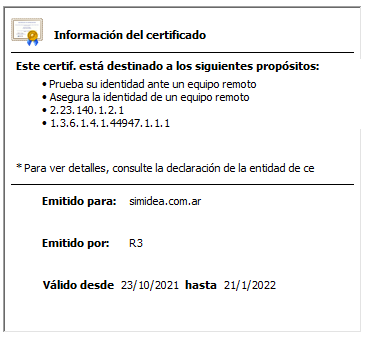 Información del certificado
Este certif. está destinado a los siguientes propósitos:
• Prueba su identidad ante un equipo remoto
• Asegura la identidad de un equipo remoto
• 2.23.140.1.2.1
• 1.3.6.1.4.1.44947.1.1.1
* Para ver detalles, consulte la declaración de la entidad de ce
Emitido para: simidea.com.ar
Emitido por: R3
Válido desde 23/10/2021 hasta 21/1/2022